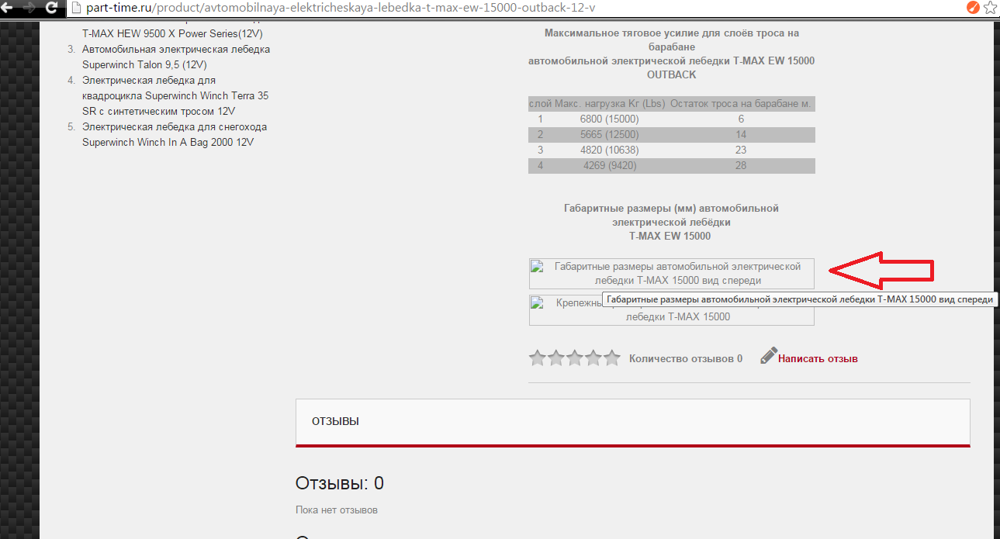 part-time.ru/product/avtomobilnaya-elektricheskaya-lebedka-t-max-ew-15000-outback-12-v
T-MAX HEW 9500 X Power Series(12V)
3. Автомобильная электрическая лебедка
Superwinch Talon 9,5 (12V)
4. Электрическая лебедка для
квадроцикла Superwinch Winch Terra 35
SR с синтетическим тросом 12V
5. Электрическая лебедка для снегохода
Superwinch Winch In A Bag 2000 12V
Максимальное тяговое усилие для слоёв троса на
барабане
автомобильной электрической лебедки T-MAX EW 15000
OUTBACK
слой Макс. нагрузка Кг (Lbs) Остаток троса на барабане м.
1 6800 (15000) 6
2 5665 (12500) 14
3 4820 (10638) 23
4 4269 (9420) 28
Габаритные размеры (мм) автомобильной
электрической лебёдки
T-MAX EW 15000
Габаритные размеры автомобильной электрической
лебедки T-MAX 15000 вид спереди
Габаритные размеры автомобильной электрической лебедки T-MAX 15000 вид спереди
лебедки T-MAX 15000
Количество отзывов 0 Написать отзыв
ОТЗЫВЫ
Отзывы: 0
Пока нет отзывов